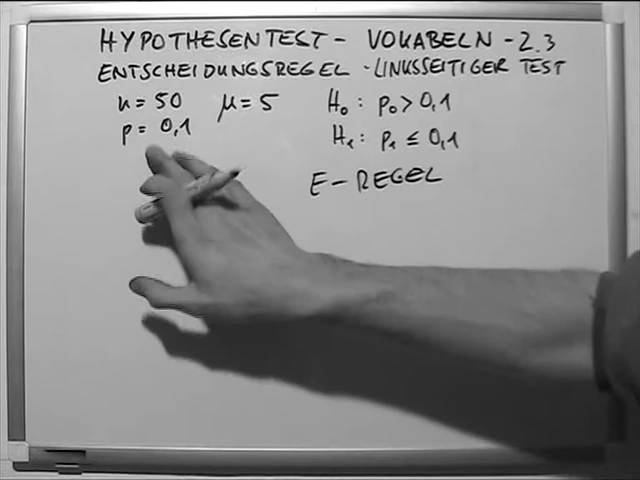 HYPOTHESENTEST - VOKABELN - 2.3
ENTSCHEIDUNGSREGEL - LINKSSEITIGER TEST
n = 50 μ = 5 H₀: p₀ > 0,1
p = 0,1 H₁: p₁ ≤ 0,1
E-REGEL